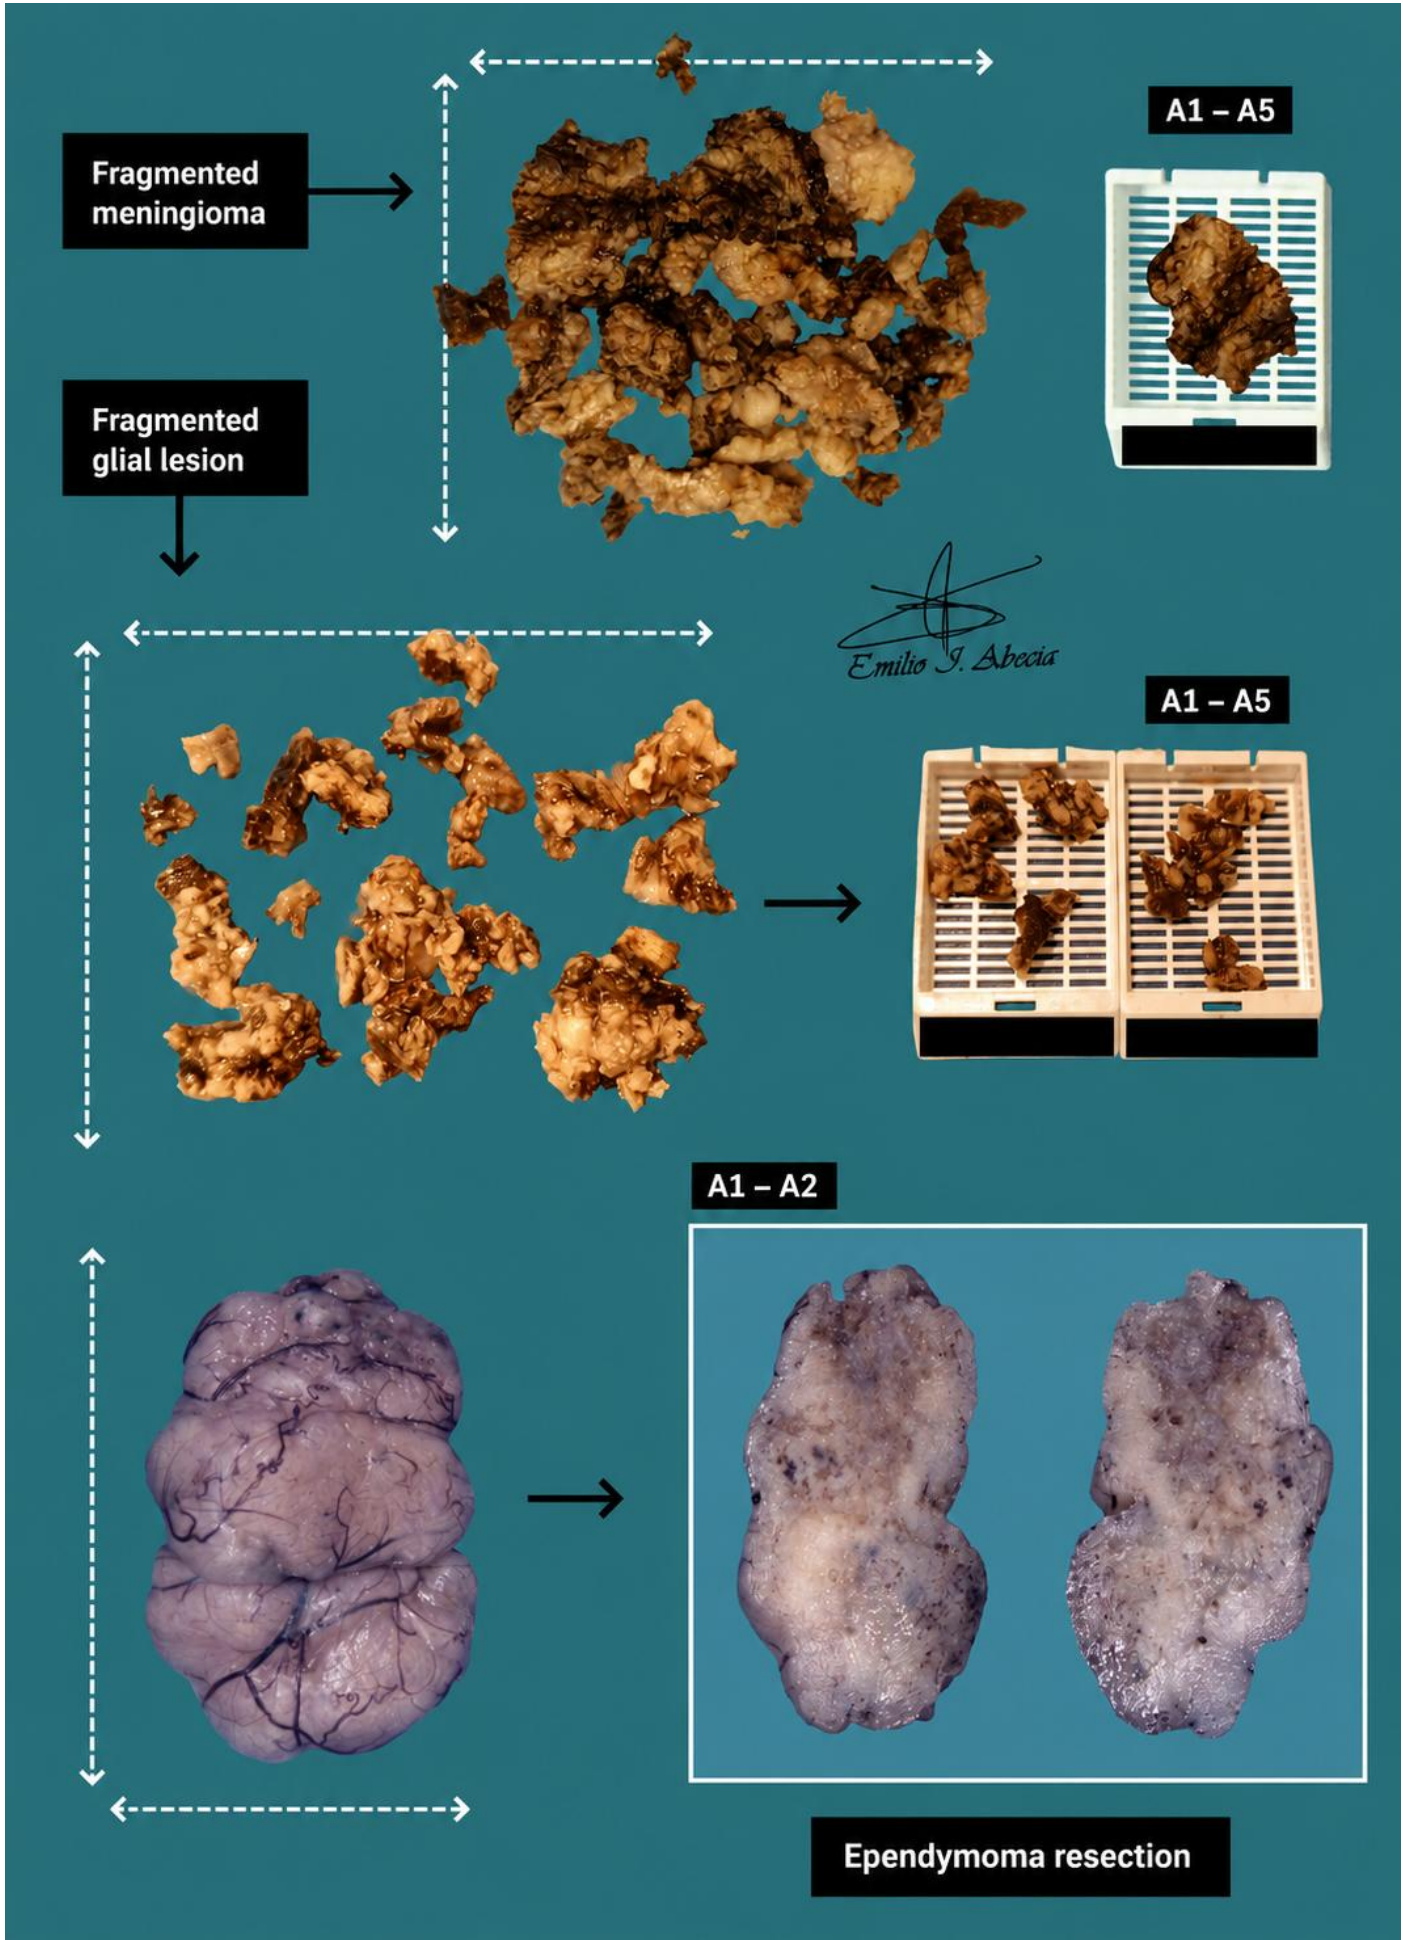 A1 – A5
Fragmented
meningioma
Fragmented
glial lesion
Emilio J. Abecia
A1 – A5
A1 – A2
Ependymoma resection